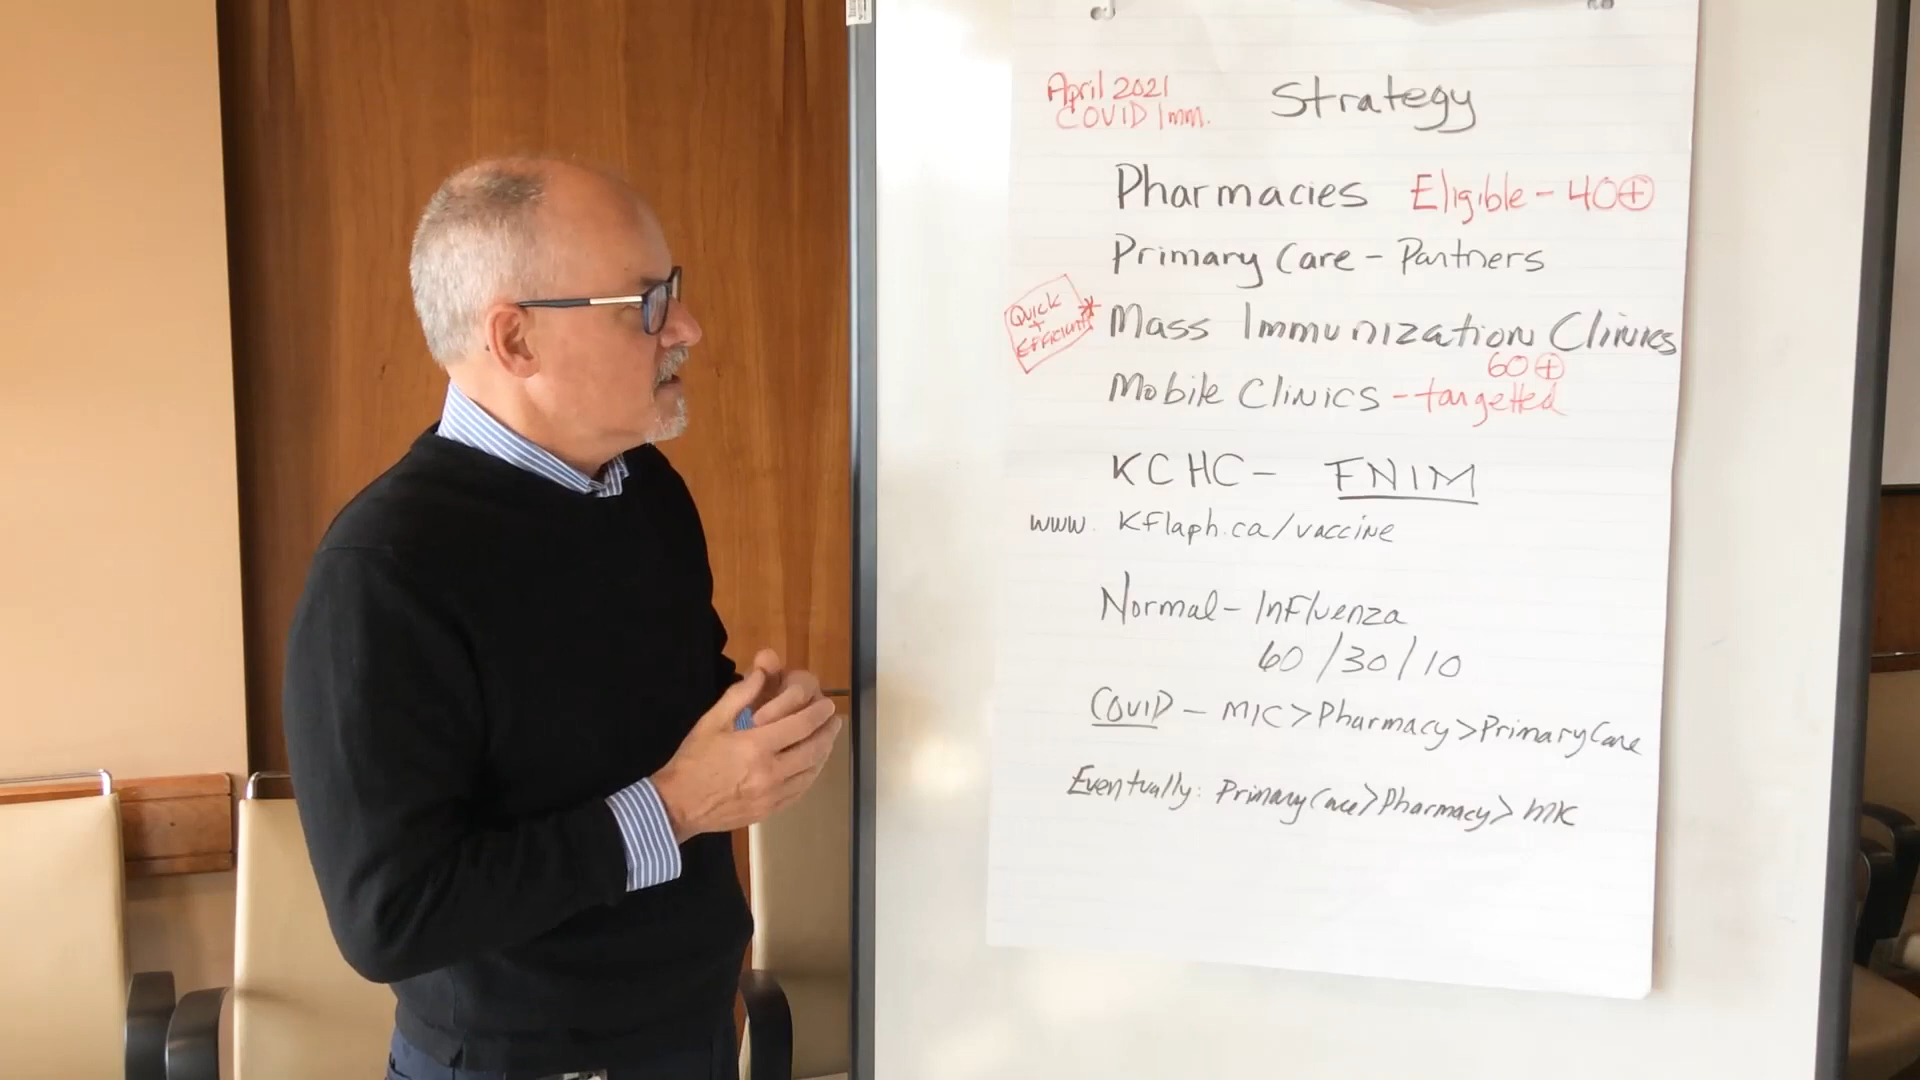 April 2021
COVID Imm.
Strategy
Pharmacies Eligible - 40+
Primary Care - Partners
Quick
+
EFFICIENT
* Mass Immunization Clinics
60+
Mobile Clinics - targetted
KCHC - FNIM
www. Kflaph.ca/vaccine
Normal - Influenza
60/30/10
COVID - MIC > Pharmacy > Primary Care
Eventually: Primary Care > Pharmacy > MIC